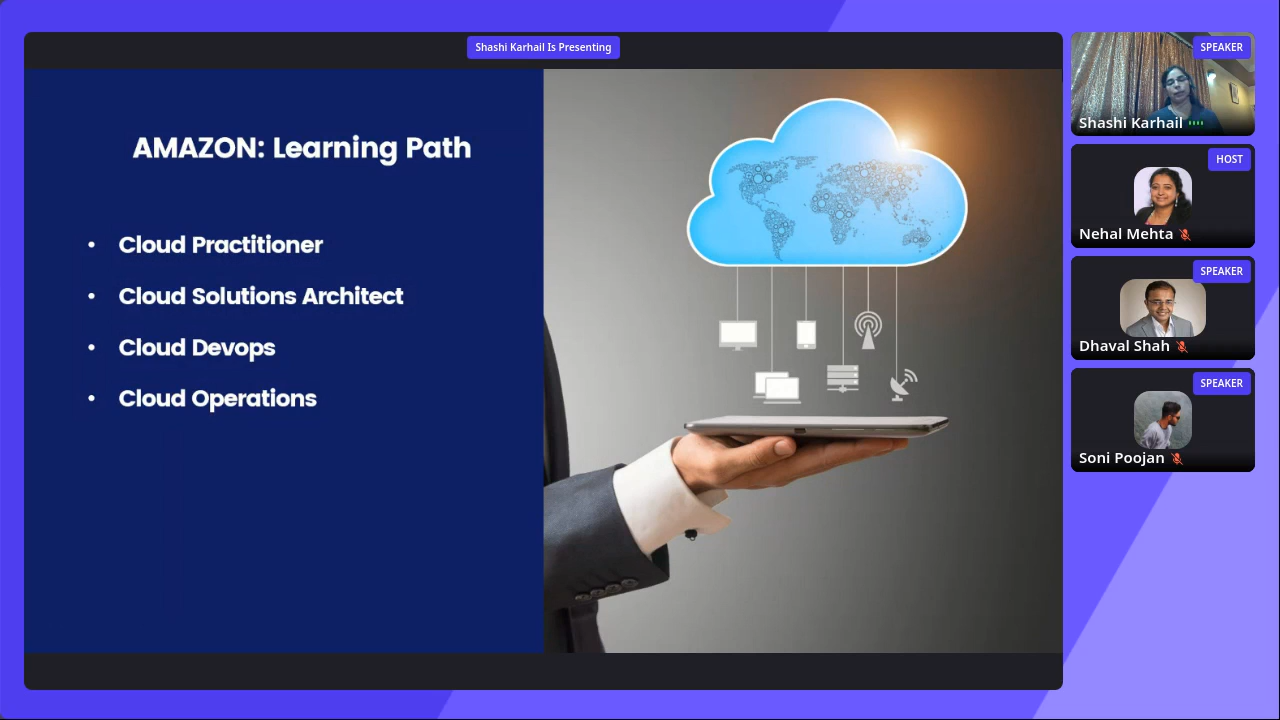 Shashi Karhail Is Presenting
AMAZON: Learning Path
• Cloud Practitioner
• Cloud Solutions Architect
• Cloud Devops
• Cloud Operations
SPEAKER
Shashi Karhail
HOST
Nehal Mehta
SPEAKER
Dhaval Shah
SPEAKER
Soni Poojan